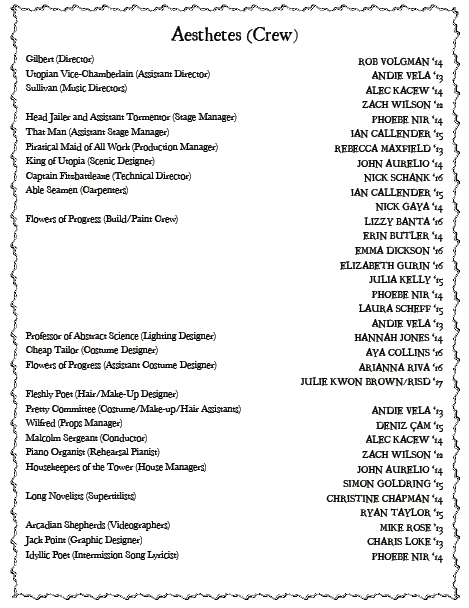 Aesthetes (Crew)
Gilbert (Director) ROB VOLGMAN '14
Utopian Vice-Chamberlain (Assistant Director) ANDIE VELA '13
Sullivan (Music Directors) ALEC KACEW '14
ZACH WILSON '12
Head Jailer and Assistant Tormentor (Stage Manager) PHOEBE NIR '14
That Man (Assistant Stage Manager) IAN CALLENDER '15
Piratical Maid of All Work (Production Manager) REBECCA MAXFIELD '13
King of Utopia (Scenic Designer) JOHN AURELIO '14
Captain Fitzbattleaxe (Technical Director) NICK SCHANK '16
Able Seamen (Carpenters) IAN CALLENDER '15
NICK GAYA '14
Flowers of Progress (Build/Paint Crew) LIZZY BANTA '16
ERIN BUTLER '14
EMMA DICKSON '16
ELIZABETH GURIN '16
JULIA KELLY '15
PHOEBE NIR '14
LAURA SCHEFF '15
ANDIE VELA '13
Professor of Abstract Science (Lighting Designer) HANNAH JONES '14
Cheap Tailor (Costume Designer) AYA COLLINS '16
Flowers of Progress (Assistant Costume Designer) ARIANNA RIVA '16
JULIE KWON BROWN/RISD '17
Fleshly Poet (Hair/Make-Up Designer)
Pretty Committee (Costume/Make-up/Hair Assistants) ANDIE VELA '13
Wilfred (Props Manager) DENIZ ÇAM '15
Malcolm Sergeant (Conductor) ALEC KACEW '14
Piano Organist (Rehearsal Pianist) ZACH WILSON '12
Housekeepers of the Tower (House Managers) JOHN AURELIO '14
SIMON GOLDRING '15
Long Novelists (Supertitlists) CHRISTINE CHAPMAN '14
RYAN TAYLOR '15
Arcadian Shepherds (Videographers) MIKE ROSE '13
Jack Point (Graphic Designer) CHARIS LOKE '13
Idyllic Poet (Intermission Song Lyricist) PHOEBE NIR '14